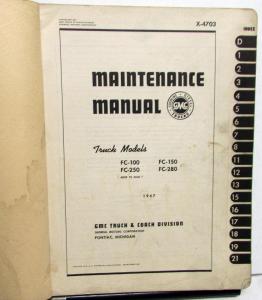 X-4703
INDEX
MAINTENANCE
MANUAL
GMC
TRUCKS
Truck Models
FC-100 FC-150
FC-250 FC-280
1947
GMC TRUCK & COACH DIVISION
GENERAL MOTORS CORPORATION
PONTIAC, MICHIGAN
D
1
2
3
4
5
6
7
8
9
10
11
12
13
14
15
16
17
18
19
21